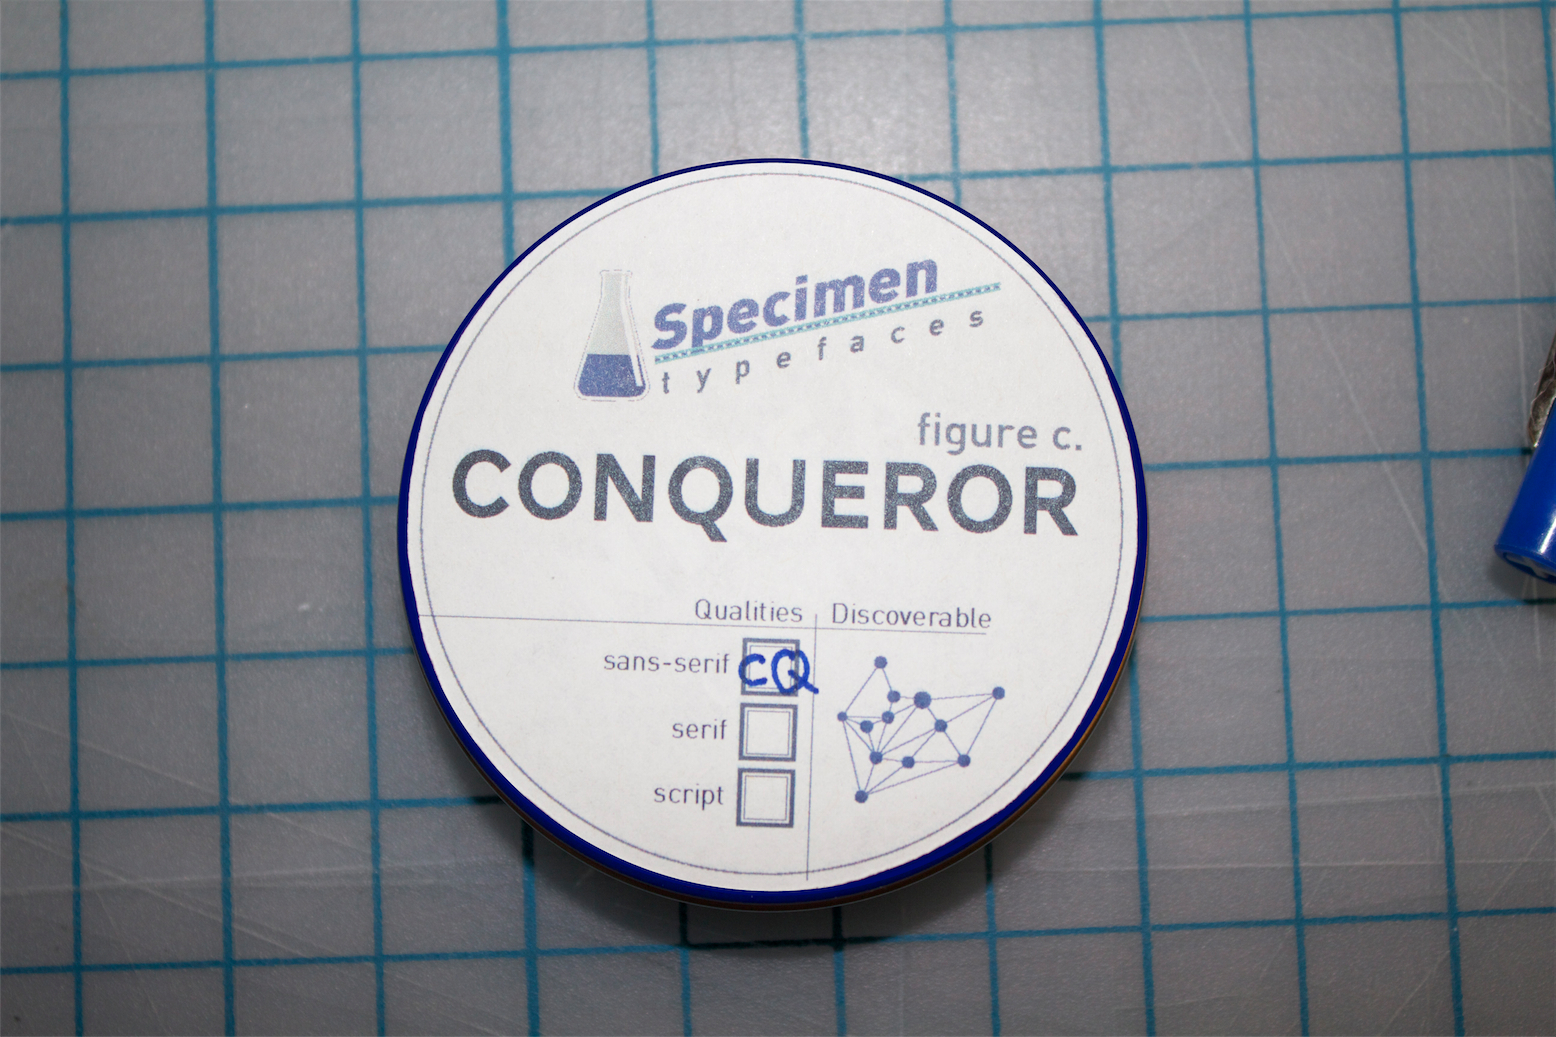 Specimen
typefaces
figure c.
CONQUEROR
Qualities Discoverable
sans-serif CQ
serif
script